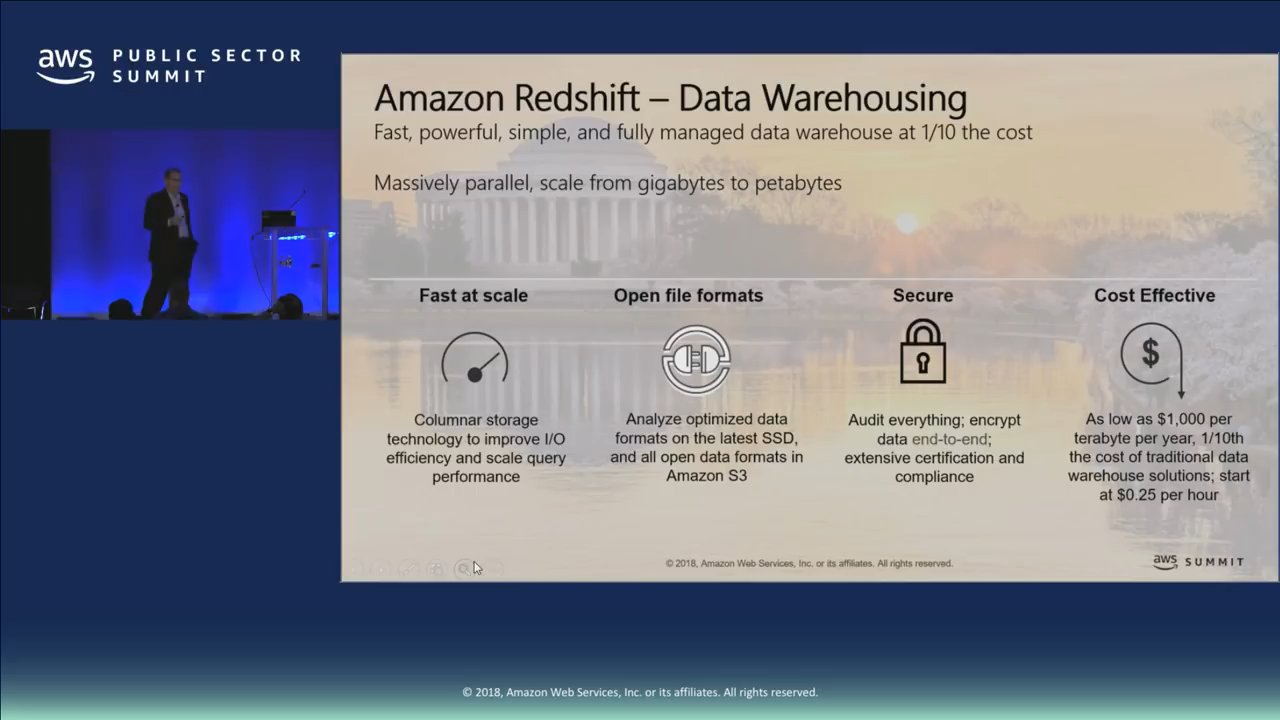 aws
PUBLIC SECTOR
SUMMIT
Amazon Redshift – Data Warehousing
Fast, powerful, simple, and fully managed data warehouse at 1/10 the cost
Massively parallel, scale from gigabytes to petabytes
Fast at scale
Columnar storage
technology to improve I/O
efficiency and scale query
performance
Open file formats
Analyze optimized data
formats on the latest SSD,
and all open data formats in
Amazon S3
Secure
Audit everything; encrypt
data end-to-end;
extensive certification and
compliance
Cost Effective
$
As low as $1,000 per
terabyte per year, 1/10th
the cost of traditional data
warehouse solutions; start
at $0.25 per hour
© 2018, Amazon Web Services, Inc. or its affiliates. All rights reserved.
aws SUMMIT
© 2018, Amazon Web Services, Inc. or its affiliates. All rights reserved.